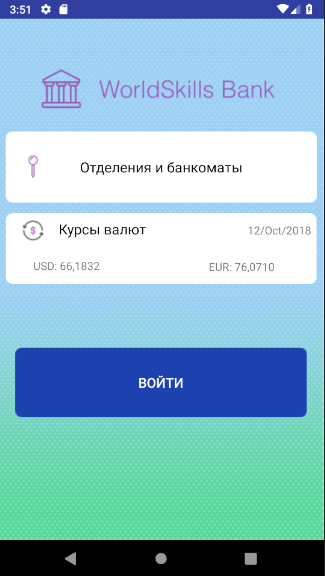 3:51
WorldSkills Bank
Отделения и банкоматы
Курсы валют 12/Oct/2018
USD: 66,1832 EUR: 76,0710
ВОЙТИ